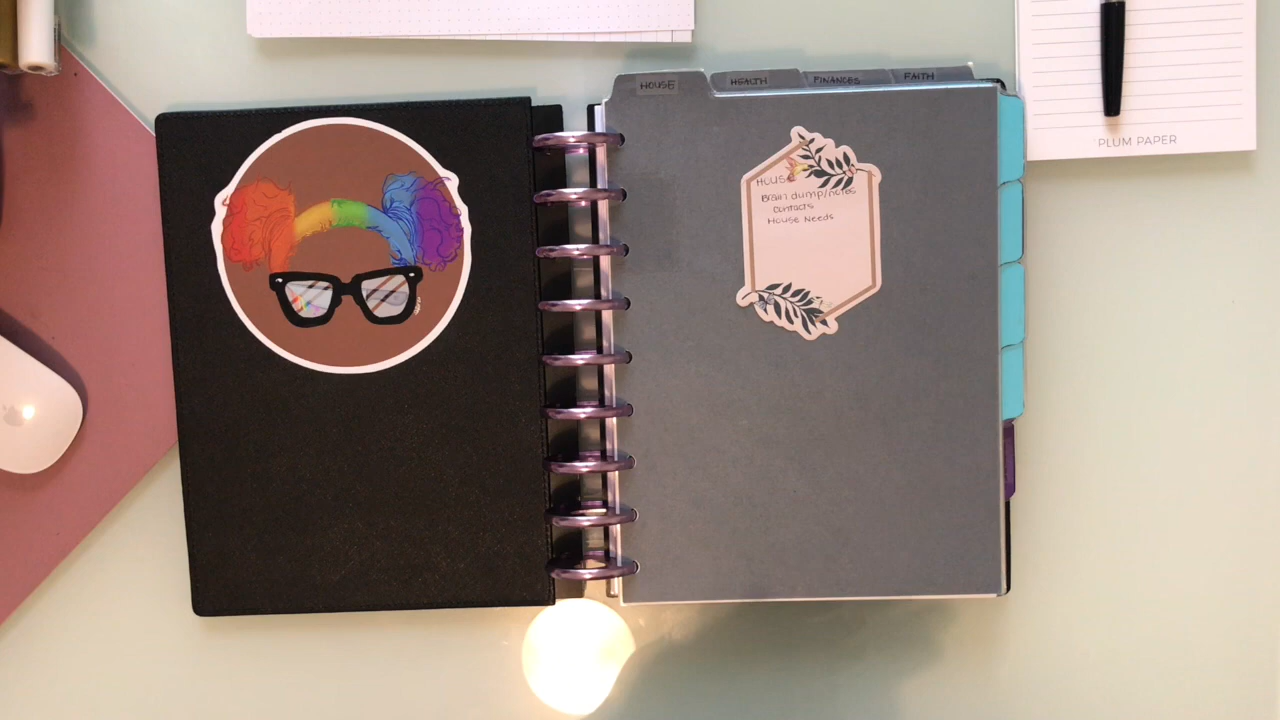 HOUSE
HEALTH
FINANCES
FAITH
HOUSE
Brain dump/notes
Contacts
House Needs
PLUM PAPER